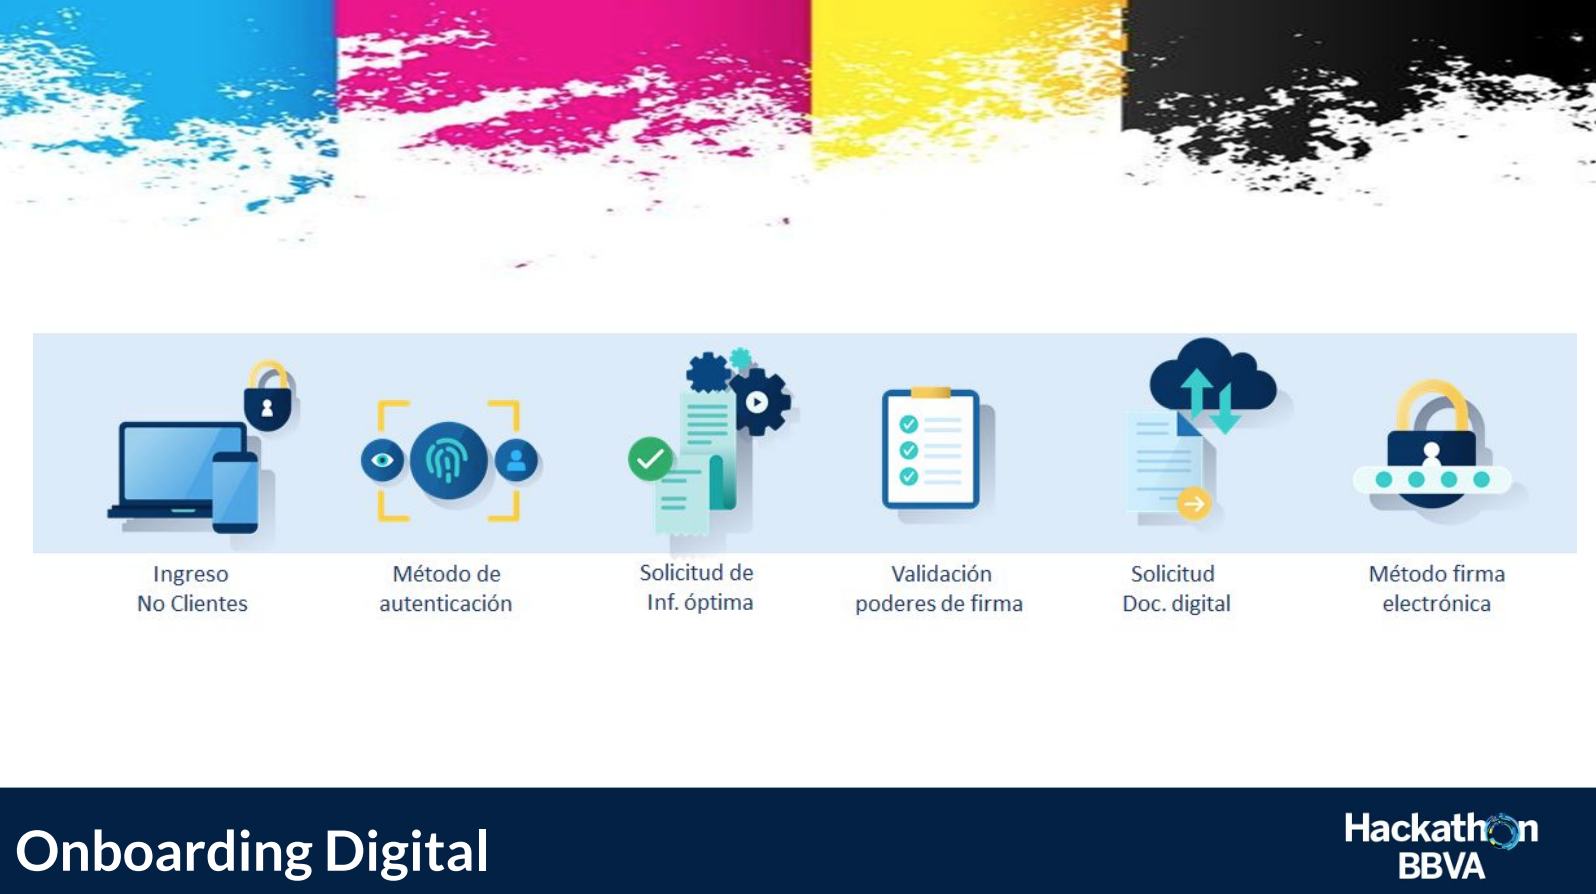 Ingreso
No Clientes
Método de
autenticación
Solicitud de
Inf. óptima
Validación
poderes de firma
Solicitud
Doc. digital
Método firma
electrónica
Onboarding Digital
Hackathon
BBVA